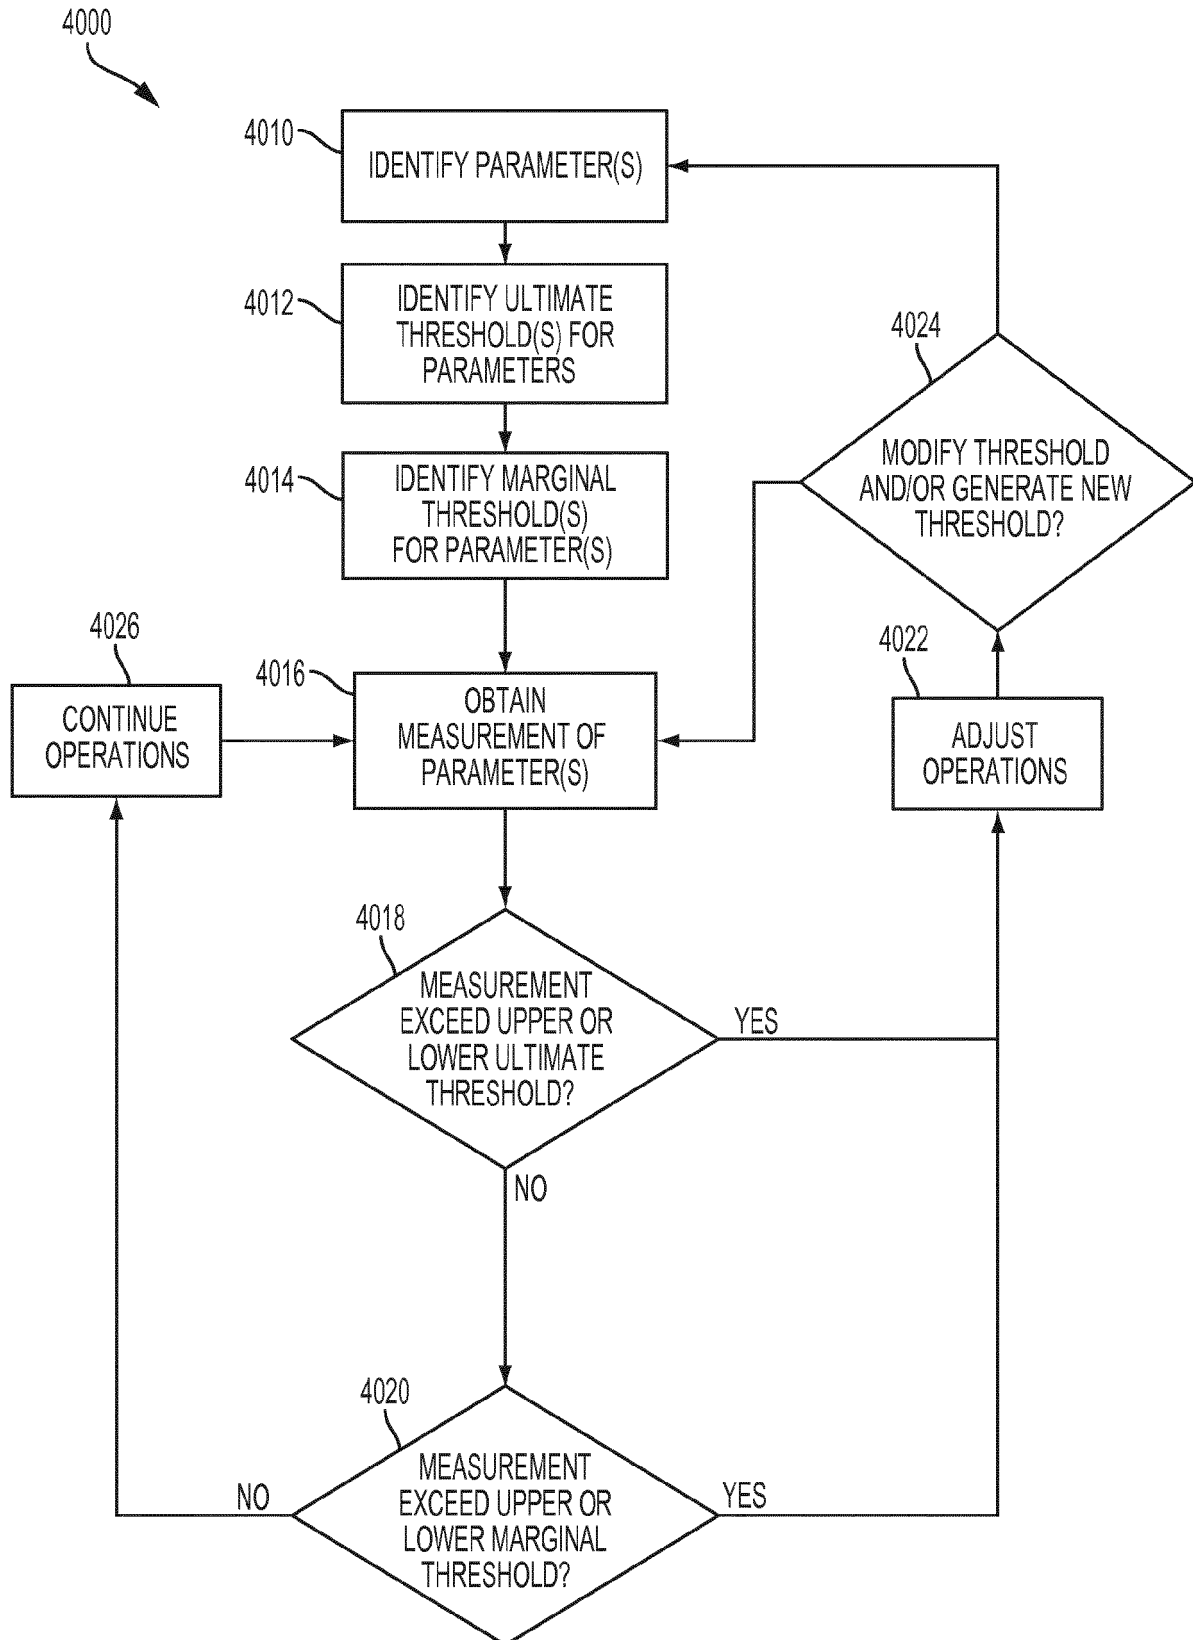 4000
4010
IDENTIFY PARAMETER(S)
4012
IDENTIFY ULTIMATE
THRESHOLD(S) FOR
PARAMETERS
4024
MODIFY THRESHOLD
AND/OR GENERATE NEW
THRESHOLD?
4014
IDENTIFY MARGINAL
THRESHOLD(S)
FOR PARAMETER(S)
4026
CONTINUE
OPERATIONS
4016
OBTAIN
MEASUREMENT OF
PARAMETER(S)
4022
ADJUST
OPERATIONS
4018
MEASUREMENT
EXCEED UPPER OR
LOWER ULTIMATE
THRESHOLD?
YES
NO
4020
MEASUREMENT
EXCEED UPPER OR
LOWER MARGINAL
THRESHOLD?
NO
YES